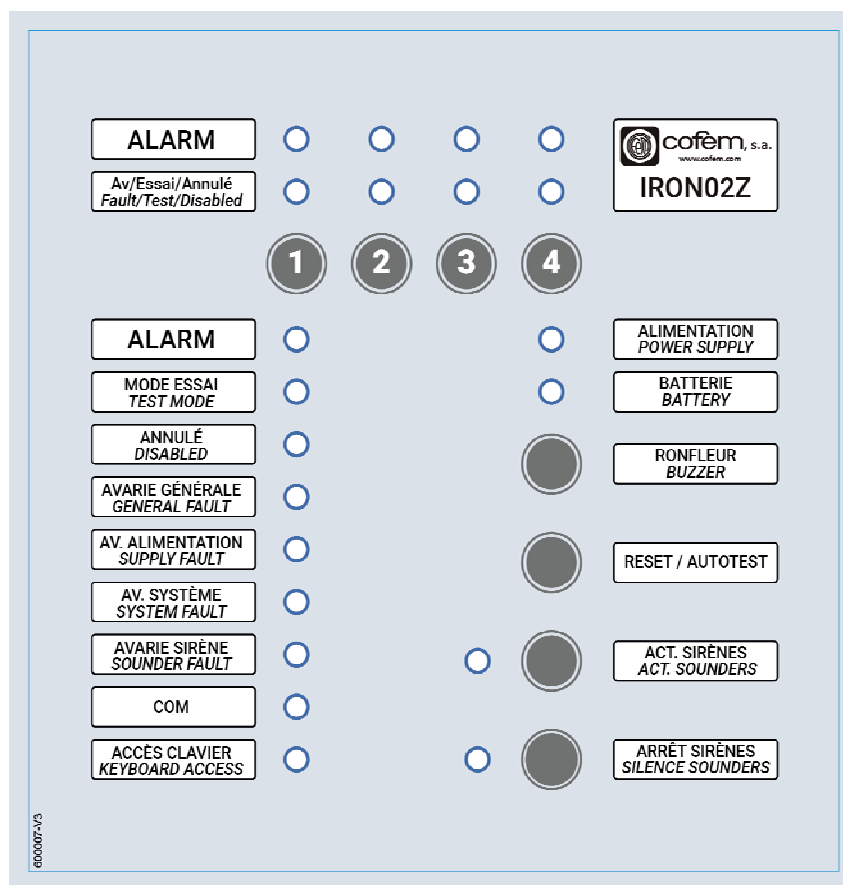 ALARM
cofem, s.a.
www.cofem.com
Av/Essai/Annulé
Fault/Test/Disabled
IRON02Z
1 2 3 4
ALARM
ALIMENTATION
POWER SUPPLY
MODE ESSAI
TEST MODE
BATTERIE
BATTERY
ANNULÉ
DISABLED
RONFLEUR
BUZZER
AVARIE GÉNÉRALE
GENERAL FAULT
AV. ALIMENTATION
SUPPLY FAULT
RESET / AUTOTEST
AV. SYSTÈME
SYSTEM FAULT
AVARIE SIRÈNE
SOUNDER FAULT
ACT. SIRÈNES
ACT. SOUNDERS
COM
ACCÈS CLAVIER
KEYBOARD ACCESS
ARRÊT SIRÈNES
SILENCE SOUNDERS
600007-V3